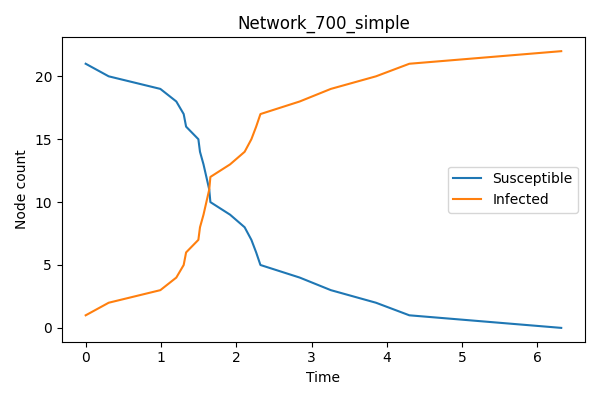 Network_700_simple
Node count
20
15
10
5
0
Susceptible
Infected
0 1 2 3 4 5 6
Time